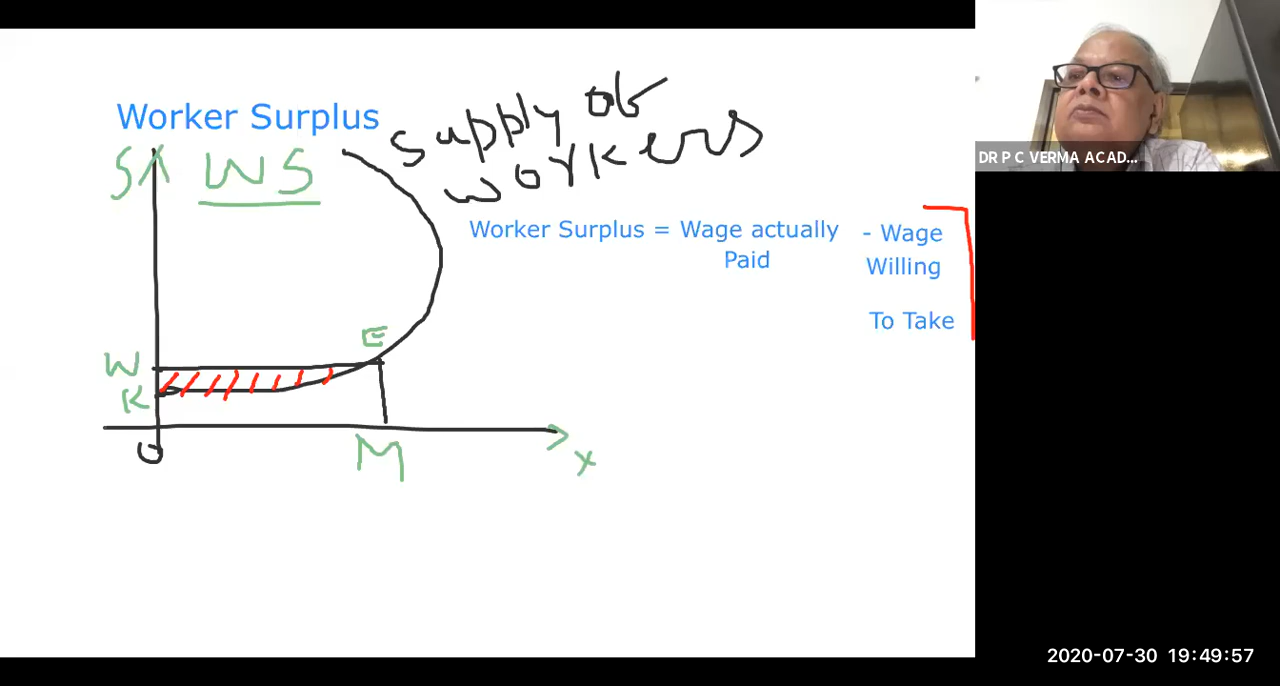 Worker Surplus
supply of
workers
WS
Worker Surplus = Wage actually
Paid
- Wage
Willing
To Take
E
W
K
O
M
x
DR P C VERMA ACAD...
2020-07-30 19:49:57